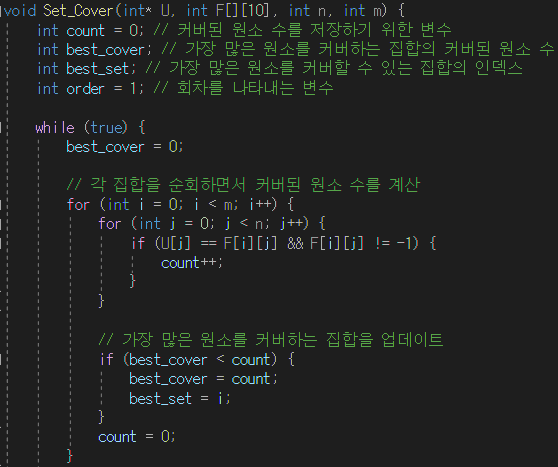 void Set_Cover(int* U, int F[][10], int n, int m) {
    int count = 0; // 커버된 원소 수를 저장하기 위한 변수
    int best_cover; // 가장 많은 원소를 커버하는 집합의 커버된 원소 수
    int best_set; // 가장 많은 원소를 커버할 수 있는 집합의 인덱스
    int order = 1; // 회차를 나타내는 변수

    while (true) {
        best_cover = 0;

        // 각 집합을 순회하면서 커버된 원소 수를 계산
        for (int i = 0; i < m; i++) {
            for (int j = 0; j < n; j++) {
                if (U[j] == F[i][j] && F[i][j] != -1) {
                    count++;
                }
            }

            // 가장 많은 원소를 커버하는 집합을 업데이트
            if (best_cover < count) {
                best_cover = count;
                best_set = i;
            }
            count = 0;
        }